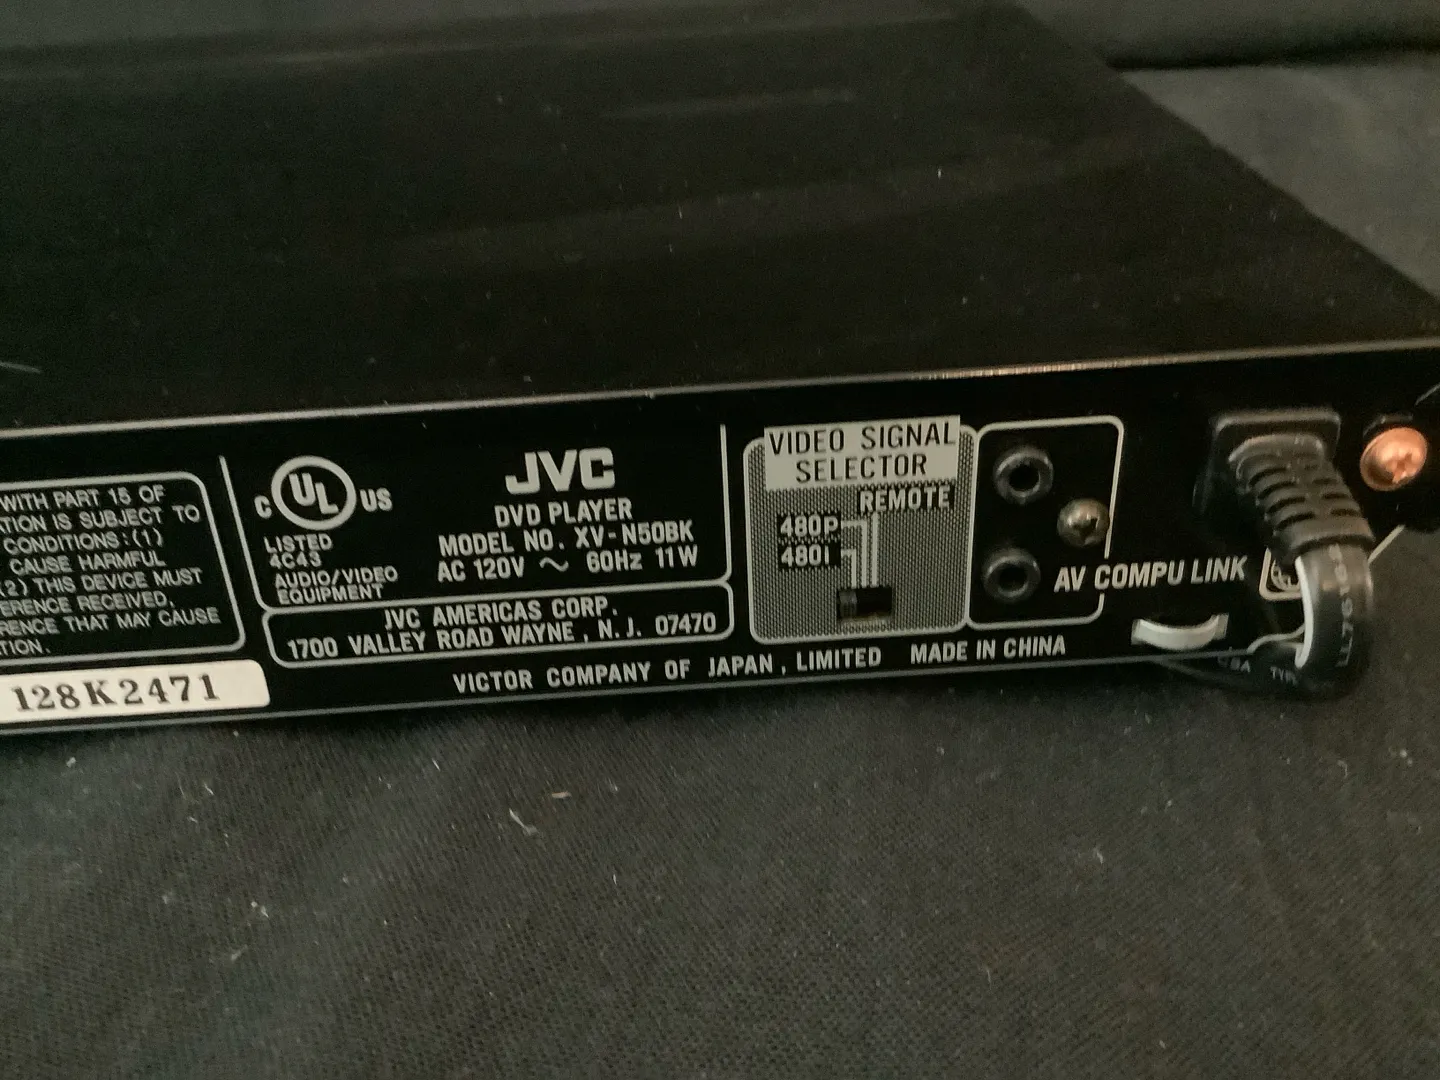 WITH PART 15 OF
TION IS SUBJECT TO
CONDITIONS:(1)
CAUSE HARMFUL
(2) THIS DEVICE MUST
ERENCE RECEIVED,
RENCE THAT MAY CAUSE
TION.
128K2471
C UL US
LISTED
4C43
AUDIO/VIDEO
EQUIPMENT
JVC
DVD PLAYER
MODEL NO. XV-N50BK
AC 120V ~ 60Hz 11W
JVC AMERICAS CORP.
1700 VALLEY ROAD WAYNE, N.J. 07470
VICTOR COMPANY OF JAPAN, LIMITED MADE IN CHINA
VIDEO SIGNAL
SELECTOR
REMOTE
480P
480i
AV COMPU LINK